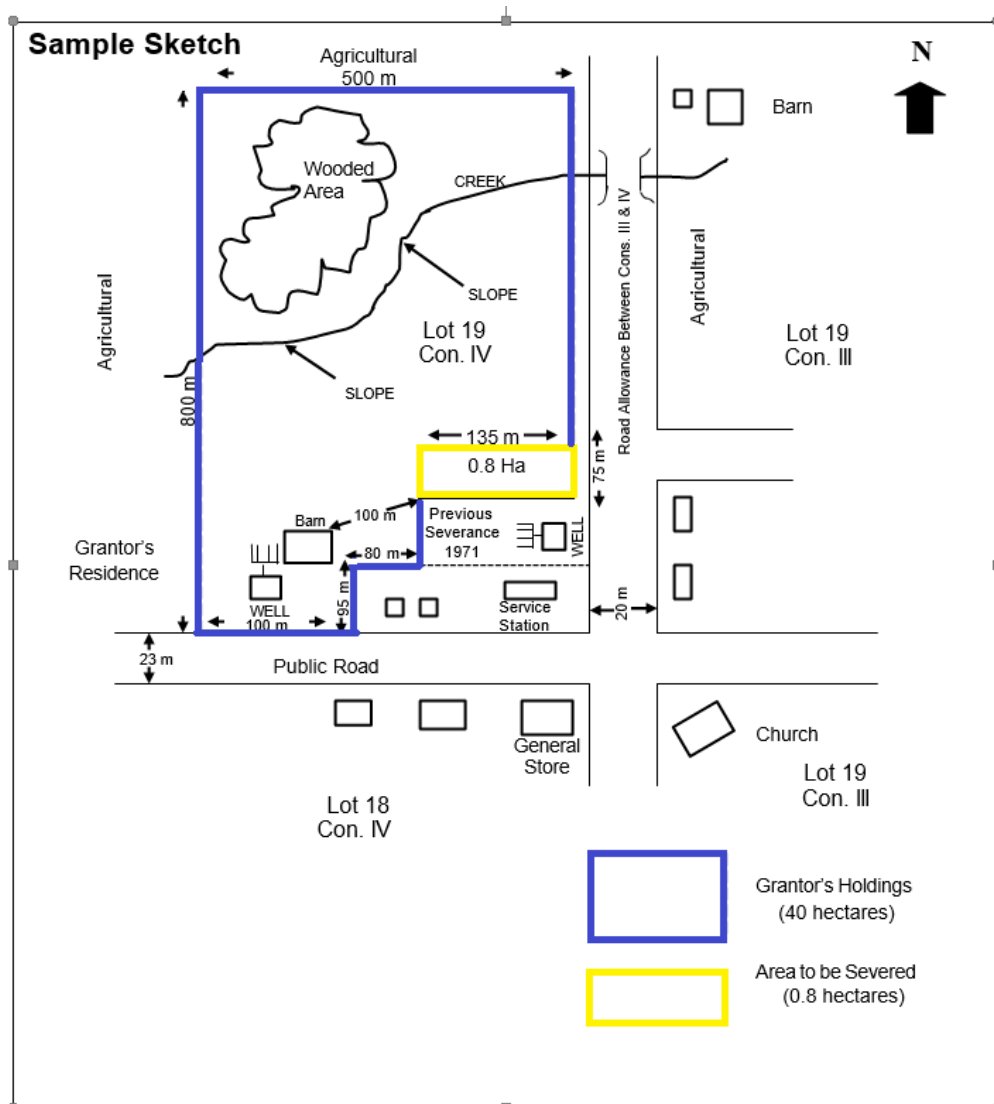 Sample Sketch
Agricultural
500 m
N
Barn
Wooded
Area
CREEK
Road Allowance Between Cons. III & IV
Agricultural
Agricultural
SLOPE
Lot 19
Con. IV
Lot 19
Con. III
800 m
SLOPE
135 m
0.8 Ha
75 m
100 m
Barn
Previous
Severance
1971
WELL
80 m
Grantor's
Residence
WELL
100 m
95 m
Service
Station
20 m
23 m
Public Road
General
Store
Church
Lot 18
Con. IV
Lot 19
Con. III
Grantor's Holdings
(40 hectares)
Area to be Severed
(0.8 hectares)